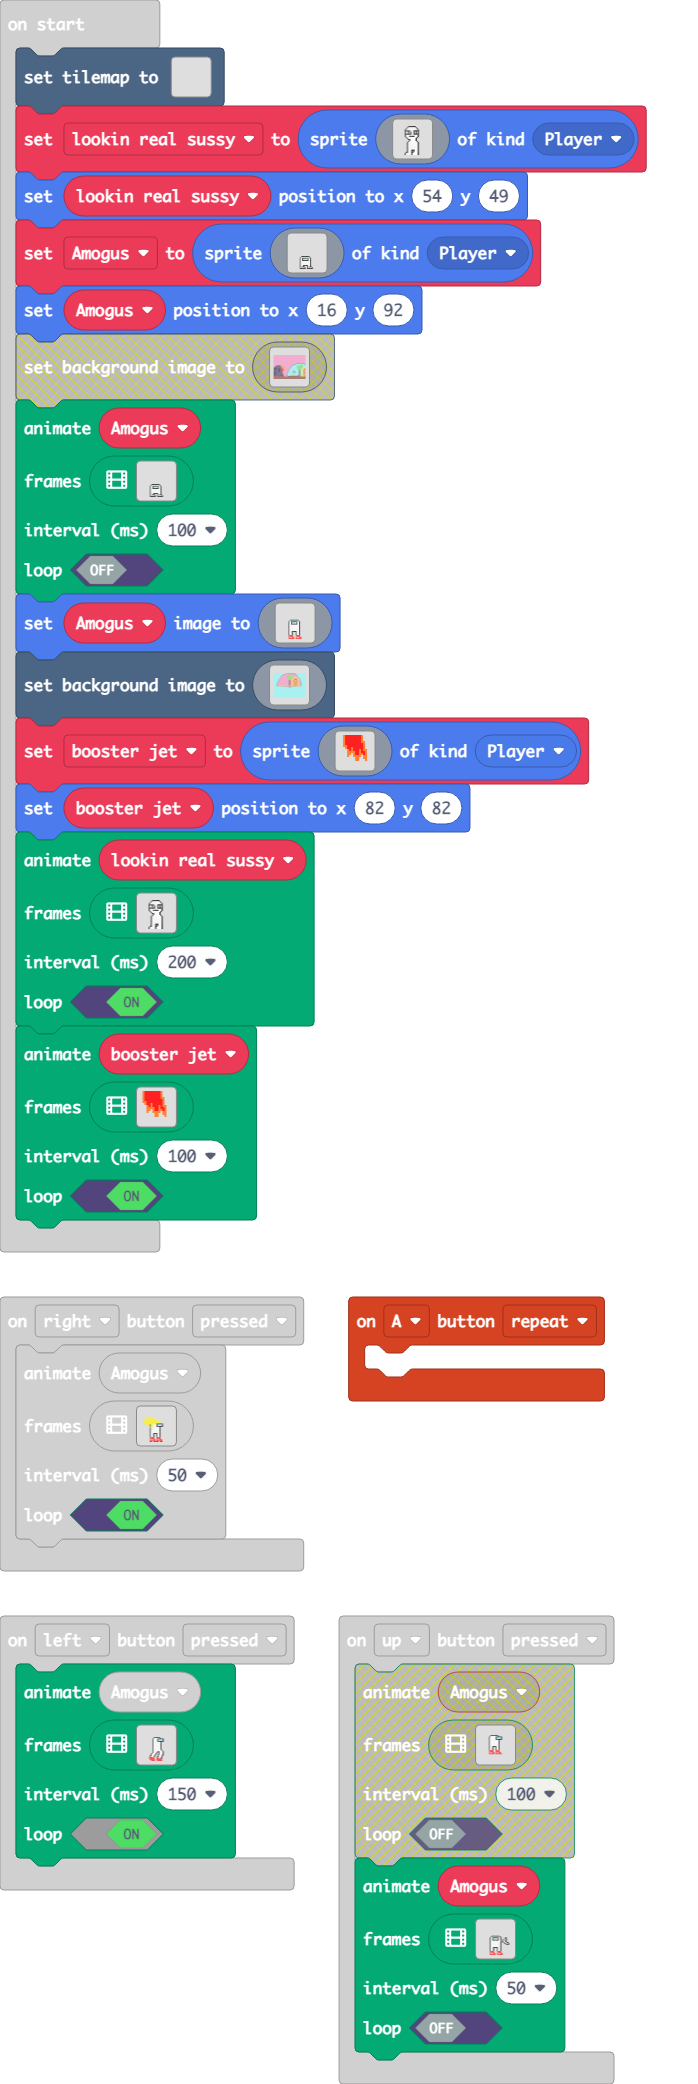 on start
set tilemap to
set lookin real sussy to sprite of kind Player
set lookin real sussy position to x 54 y 49
set Amogus to sprite of kind Player
set Amogus position to x 16 y 92
set background image to
animate Amogus
frames
interval (ms) 100
loop OFF
set Amogus image to
set background image to
set booster jet to sprite of kind Player
set booster jet position to x 82 y 82
animate lookin real sussy
frames
interval (ms) 200
loop ON
animate booster jet
frames
interval (ms) 100
loop ON
on right button pressed
animate Amogus
frames
interval (ms) 50
loop ON
on A button repeat
on left button pressed
animate Amogus
frames
interval (ms) 150
loop ON
on up button pressed
animate Amogus
frames
interval (ms) 100
loop OFF
animate Amogus
frames
interval (ms) 50
loop OFF